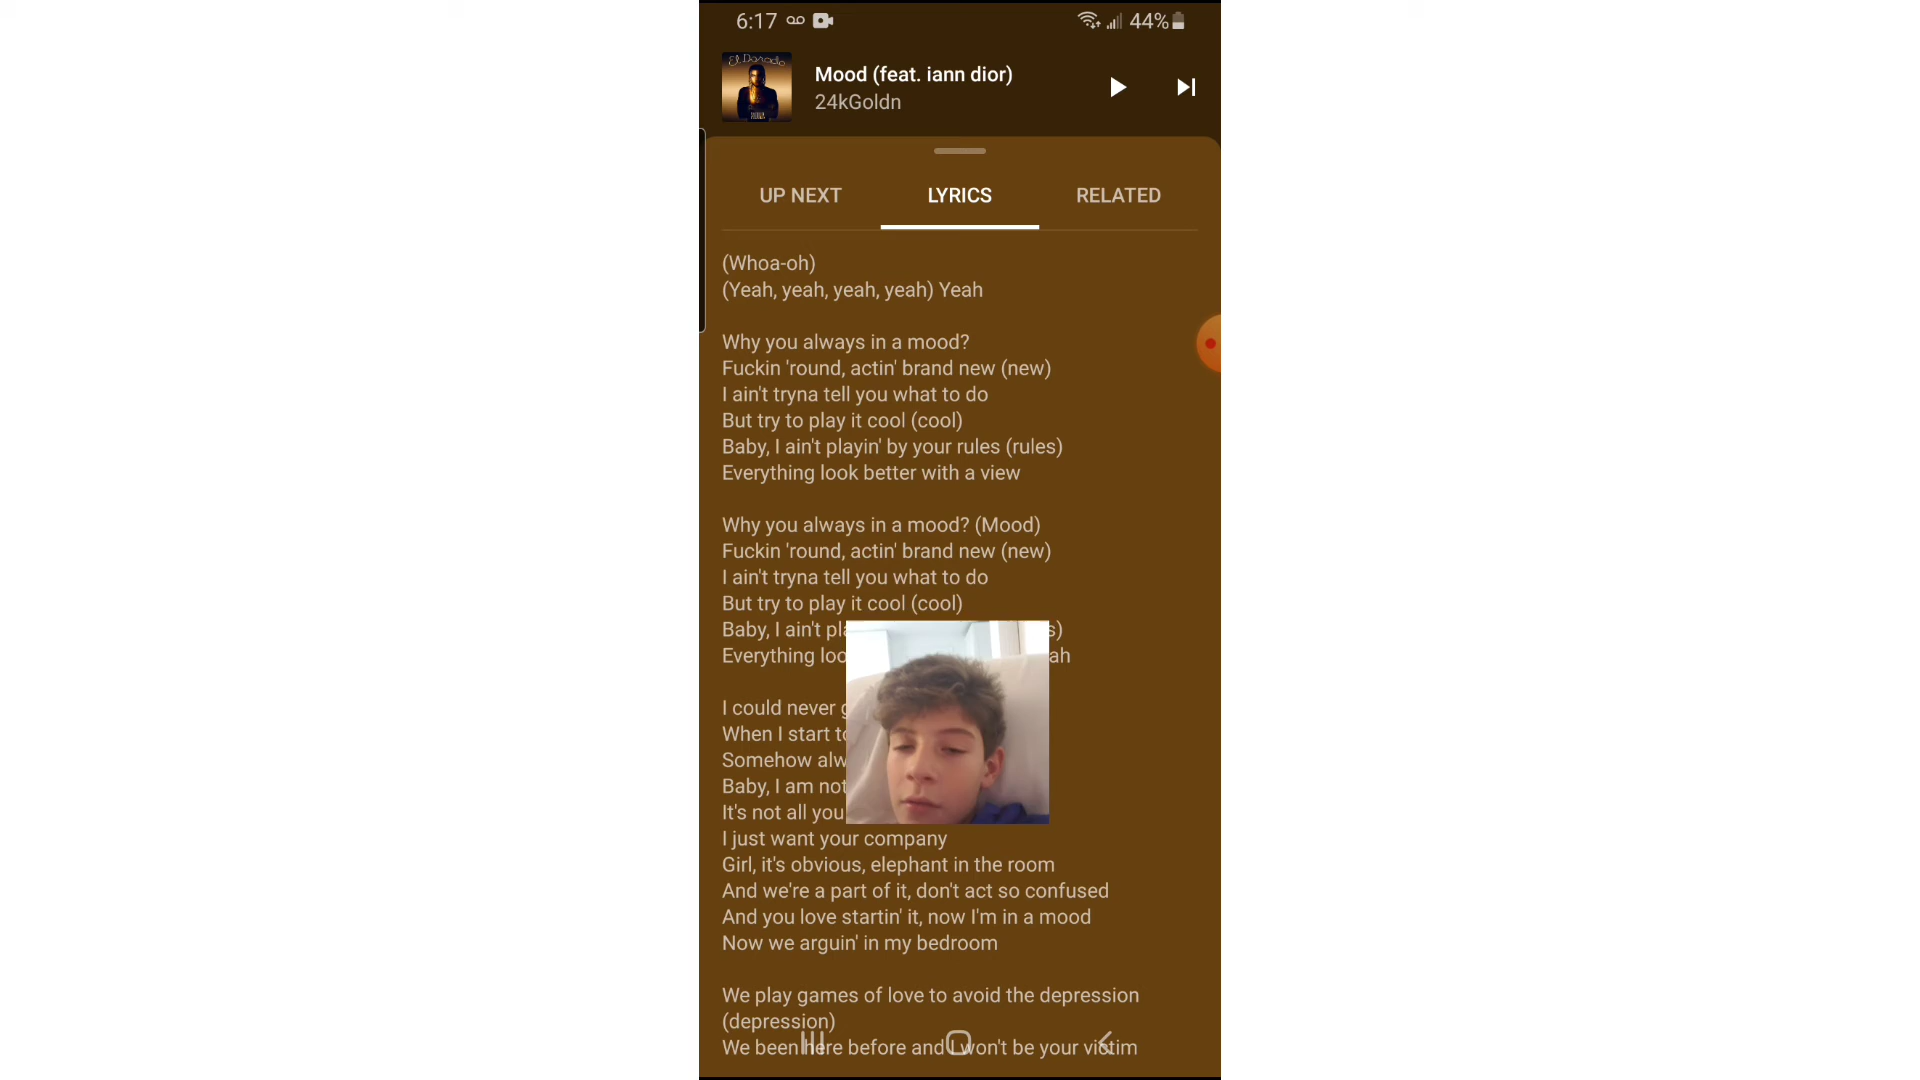 6:17 44%
El Dorado
Mood (feat. iann dior)
24kGoldn
UP NEXT LYRICS RELATED
(Whoa-oh)
(Yeah, yeah, yeah, yeah) Yeah
Why you always in a mood?
Fuckin 'round, actin' brand new (new)
I ain't tryna tell you what to do
But try to play it cool (cool)
Baby, I ain't playin' by your rules (rules)
Everything look better with a view
Why you always in a mood? (Mood)
Fuckin 'round, actin' brand new (new)
I ain't tryna tell you what to do
But try to play it cool (cool)
Baby, I ain't
Everything
I could never
When I start
Somehow
Baby, I am not
It's not all you
I just want your company
Girl, it's obvious, elephant in the room
And we're a part of it, don't act so confused
And you love startin' it, now I'm in a mood
Now we arguin' in my bedroom
We play games of love to avoid the depression
(depression)
We been here before and I won't be your victim